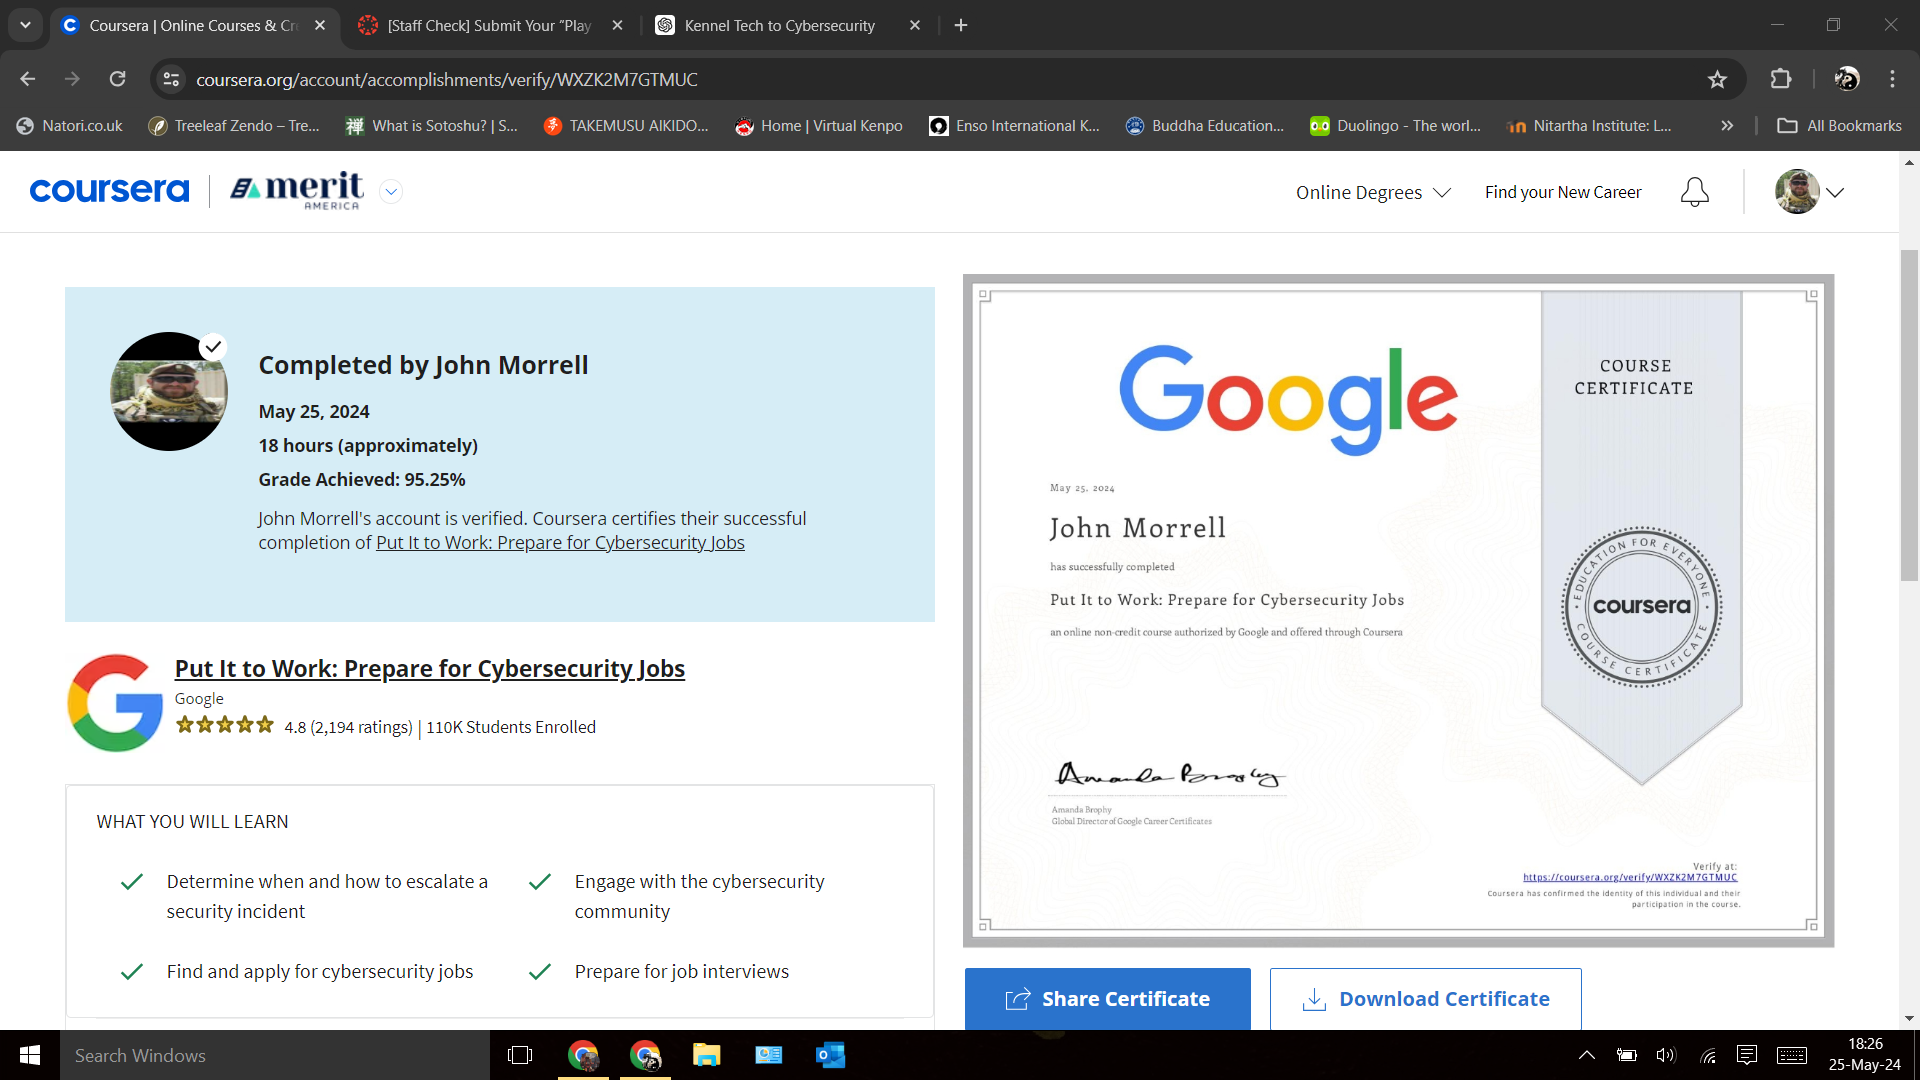 Coursera | Online Courses & Cr
[Staff Check] Submit Your "Play
Kennel Tech to Cybersecurity
coursera.org/account/accomplishments/verify/WXZK2M7GTMUC
Natori.co.uk
Treeleaf Zendo – Tre...
禅
What is Sotoshu? | S...
TAKEMUSU AIKIDO...
Home | Virtual Kenpo
Enso International K...
Buddha Education...
Duolingo - The worl...
Nitartha Institute: L...
All Bookmarks
coursera
merit
AMERICA
Online Degrees
Find your New Career
Completed by John Morrell
May 25, 2024
18 hours (approximately)
Grade Achieved: 95.25%
John Morrell's account is verified. Coursera certifies their successful
completion of Put It to Work: Prepare for Cybersecurity Jobs
Put It to Work: Prepare for Cybersecurity Jobs
Google
4.8 (2,194 ratings) | 110K Students Enrolled
WHAT YOU WILL LEARN
Determine when and how to escalate a
security incident
Engage with the cybersecurity
community
Find and apply for cybersecurity jobs
Prepare for job interviews
Google
COURSE
CERTIFICATE
May 25, 2024
John Morrell
has successfully completed
Put It to Work: Prepare for Cybersecurity Jobs
an online non-credit course authorized by Google and offered through Coursera
EDUCATION FOR EVERYONE
coursera
COURSE CERTIFICATE
Amanda Brophy
Amanda Brophy
Global Director of Google Career Certificates
Verify at:
https://coursera.org/verify/WXZK2M7GTMUC
Coursera has confirmed the identity of this individual and their
participation in the course.
Share Certificate
Download Certificate
Search Windows
18:26
25-May-24